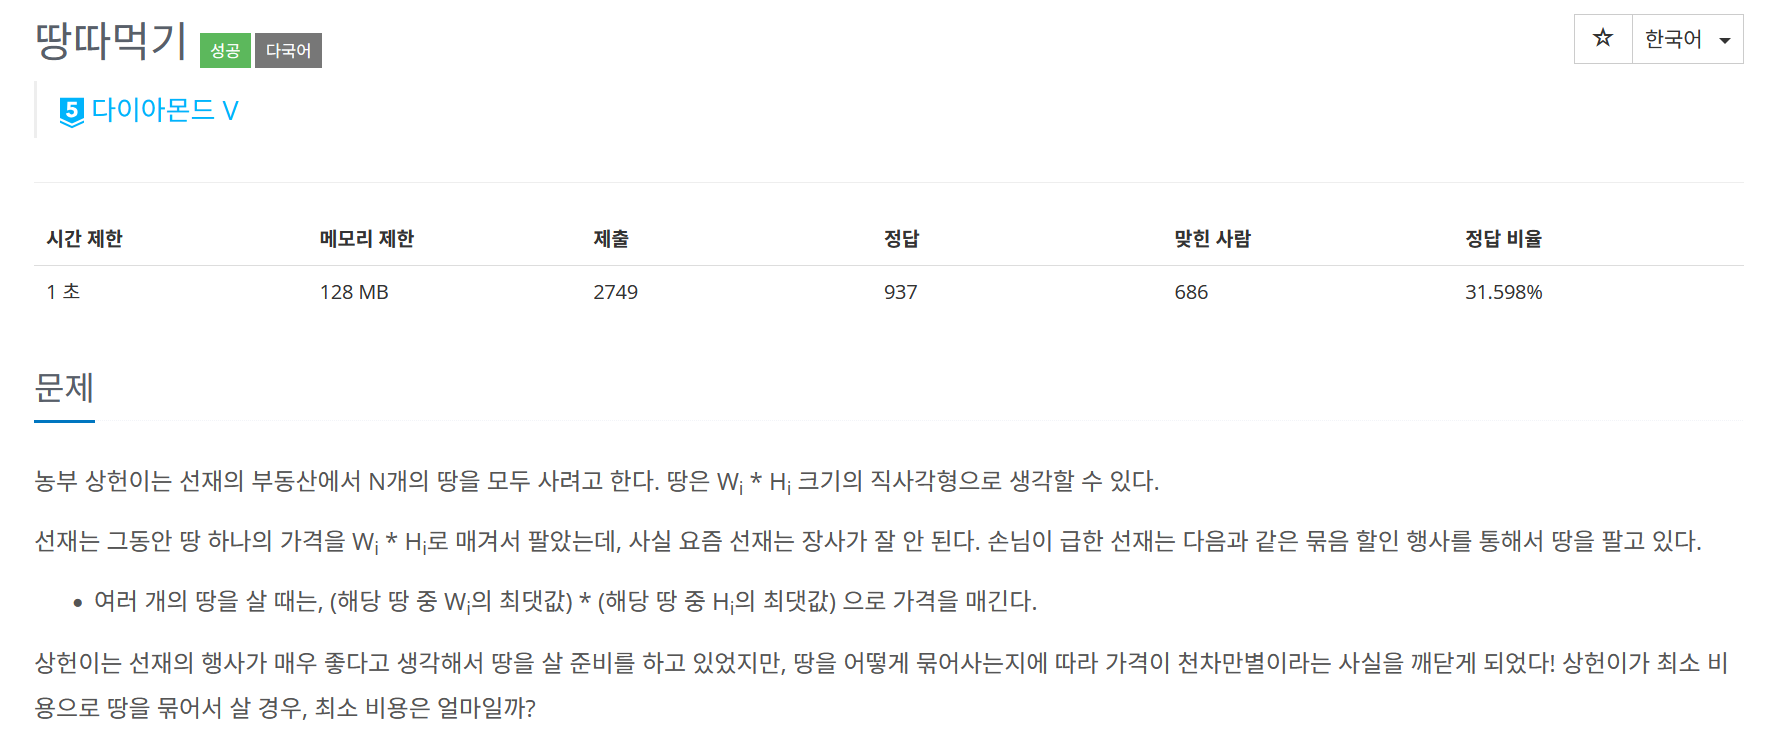 땅따먹기 성공 다국어 ☆ 한국어
5 다이아몬드 V
시간 제한 메모리 제한 제출 정답 맞힌 사람 정답 비율
1 초 128 MB 2749 937 686 31.598%
문제
농부 상헌이는 선재의 부동산에서 N개의 땅을 모두 사려고 한다. 땅은 Wi * Hi 크기의 직사각형으로 생각할 수 있다.
선재는 그동안 땅 하나의 가격을 Wi * Hi로 매겨서 팔았는데, 사실 요즘 선재는 장사가 잘 안 된다. 손님이 급한 선재는 다음과 같은 묶음 할인 행사를 통해서 땅을 팔고 있다.
• 여러 개의 땅을 살 때는, (해당 땅 중 Wi의 최댓값) * (해당 땅 중 Hi의 최댓값) 으로 가격을 매긴다.
상헌이는 선재의 행사가 매우 좋다고 생각해서 땅을 살 준비를 하고 있었지만, 땅을 어떻게 묶어사는지에 따라 가격이 천차만별이라는 사실을 깨닫게 되었다! 상헌이가 최소 비
용으로 땅을 묶어서 살 경우, 최소 비용은 얼마일까?